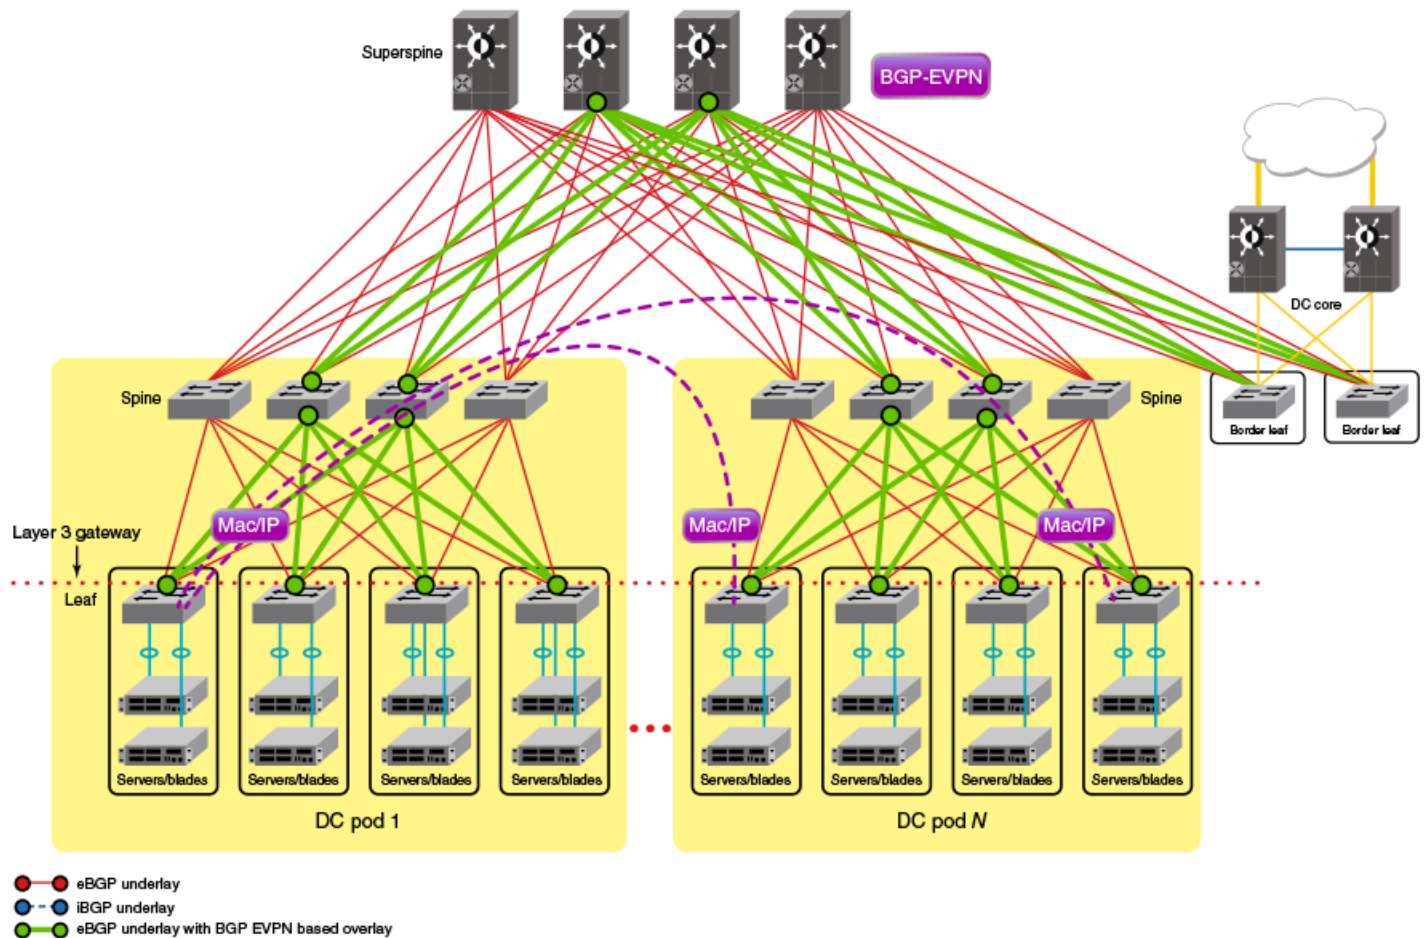 Superspine
BGP-EVPN
DC core
Spine
Spine
Border leaf
Border leaf
Mac/IP
Mac/IP
Mac/IP
Layer 3 gateway
Leaf
Servers/blades
Servers/blades
Servers/blades
Servers/blades
Servers/blades
Servers/blades
Servers/blades
Servers/blades
DC pod 1
DC pod N
eBGP underlay
iBGP underlay
eBGP underlay with BGP EVPN based overlay